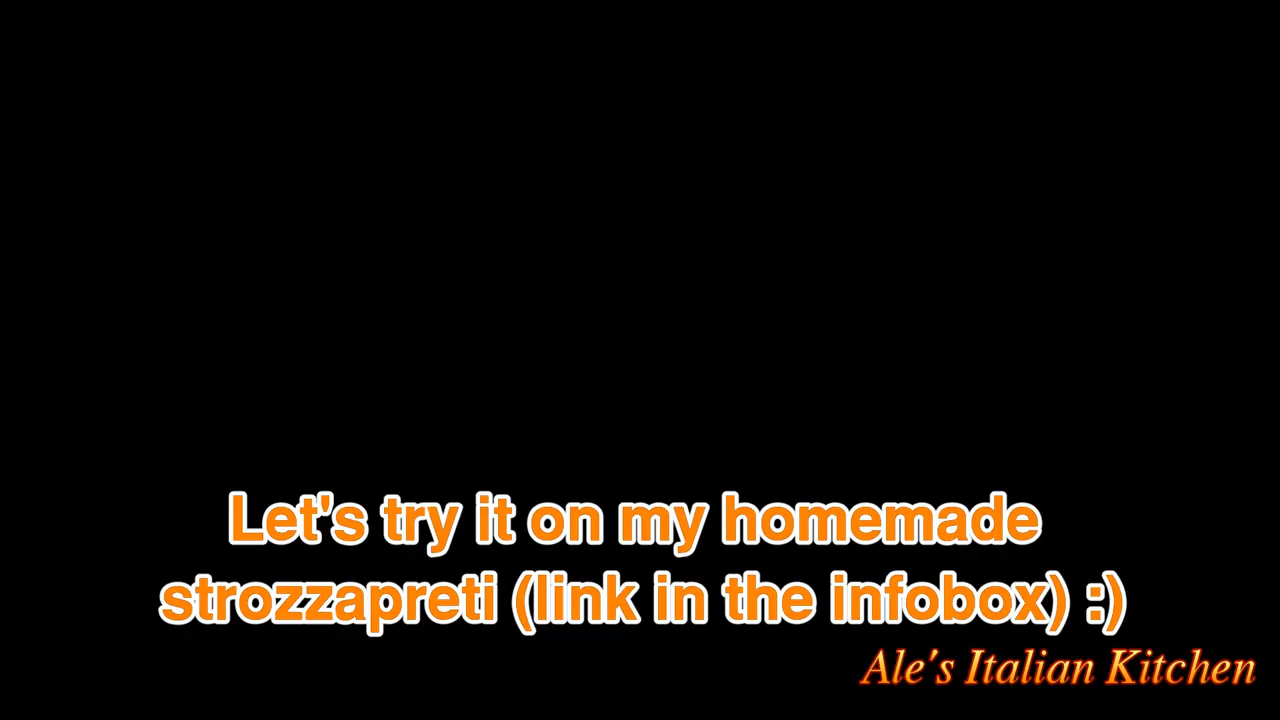 Let's try it on my homemade
strozzapreti (link in the infobox) :)
Ale's Italian Kitchen